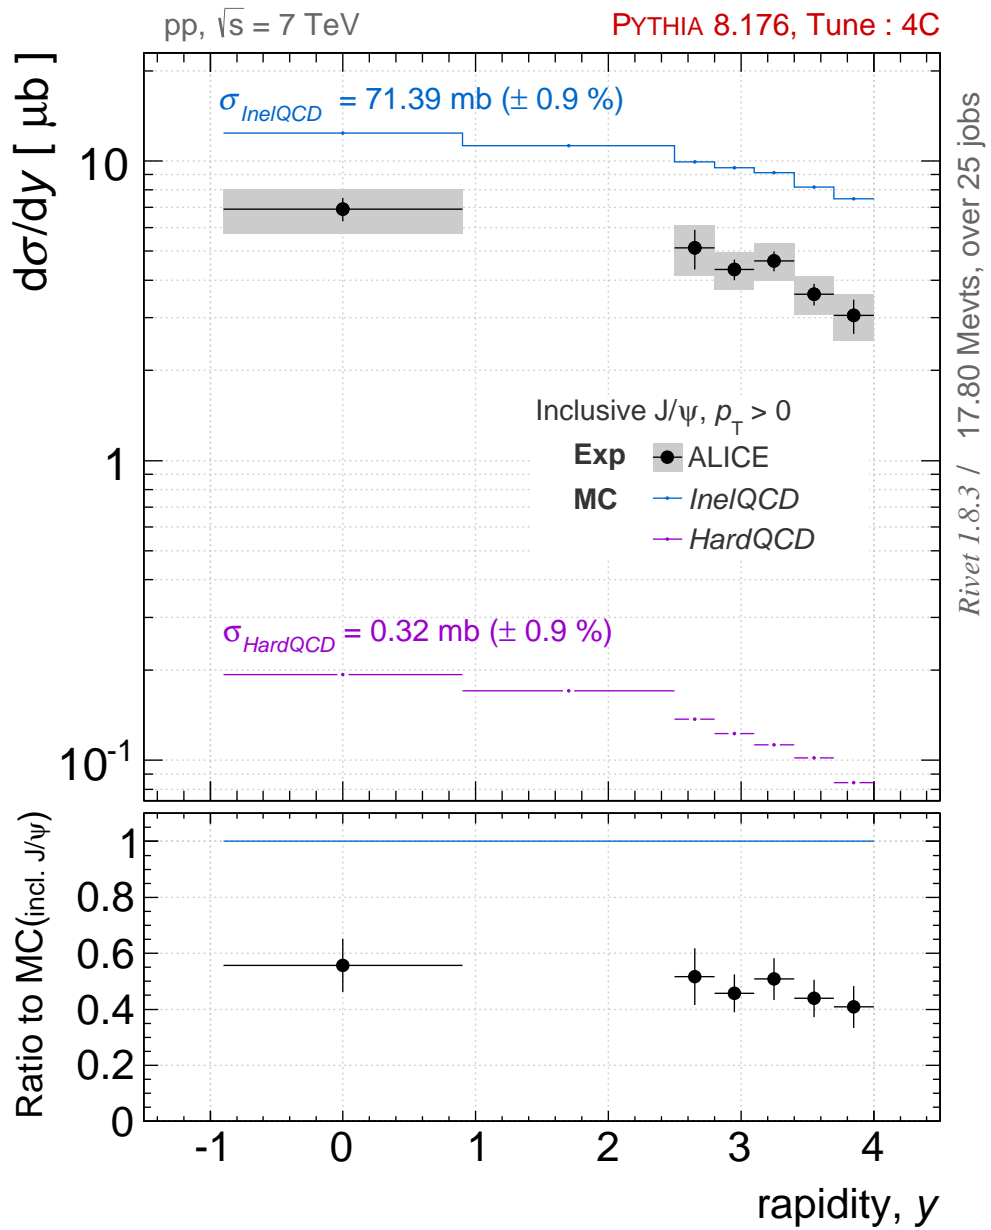 pp, √s = 7 TeV
PYTHIA 8.176, Tune : 4C
dσ/dy [ μb ]
σInelQCD = 71.39 mb (± 0.9 %)
10
1
10-1
Inclusive J/ψ, pT > 0
Exp ALICE
MC InelQCD
HardQCD
σHardQCD = 0.32 mb (± 0.9 %)
Rivet 1.8.3 / 17.80 Mevts, over 25 jobs
Ratio to MC(incl. J/ψ)
1
0.8
0.6
0.4
0.2
0
-1 0 1 2 3 4
rapidity, y